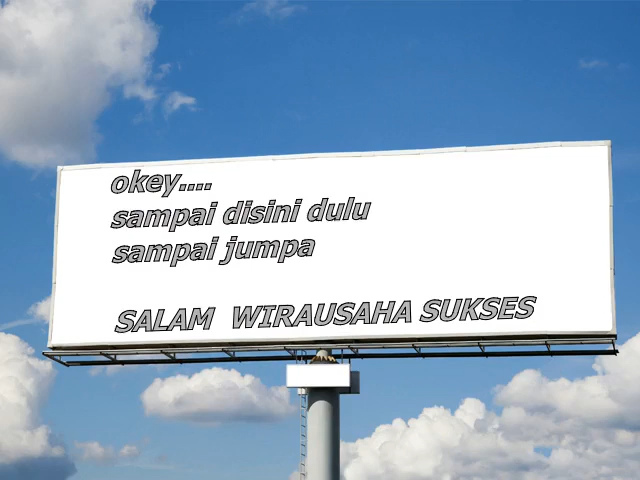 okey....
sampai disini dulu
sampai jumpa
SALAM WIRAUSAHA SUKSES